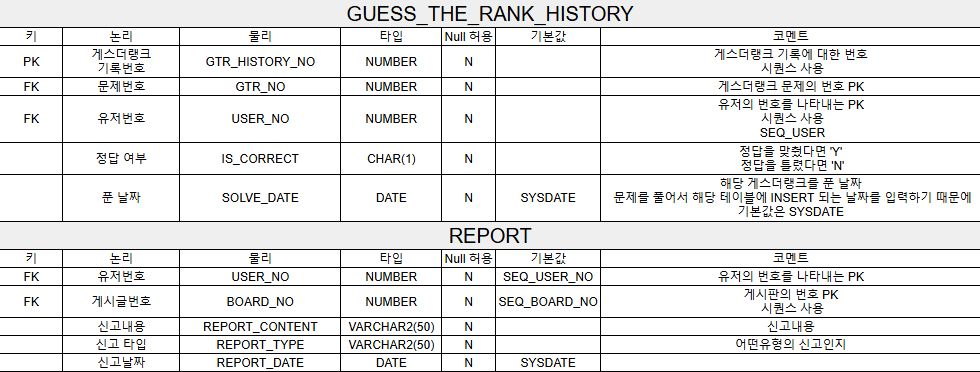 GUESS_THE_RANK_HISTORY
키 논리 물리 타입 Null 허용 기본값 코멘트
PK 게스더랭크 기록번호 GTR_HISTORY_NO NUMBER N 게스더랭크 기록에 대한 번호
시퀀스 사용
FK 문제번호 GTR_NO NUMBER N 게스더랭크 문제의 번호 PK
FK 유저번호 USER_NO NUMBER N 유저의 번호를 나타내는 PK
시퀀스 사용
SEQ_USER
정답 여부 IS_CORRECT CHAR(1) N 정답을 맞췄다면 'Y'
정답을 틀렸다면 'N'
푼 날짜 SOLVE_DATE DATE N SYSDATE 해당 게스더랭크를 푼 날짜
문제를 풀어서 해당 테이블에 INSERT 되는 날짜를 입력하기 때문에
기본값은 SYSDATE
REPORT
키 논리 물리 타입 Null 허용 기본값 코멘트
FK 유저번호 USER_NO NUMBER N SEQ_USER_NO 유저의 번호를 나타내는 PK
FK 게시글번호 BOARD_NO NUMBER N SEQ_BOARD_NO 게시판의 번호 PK
시퀀스 사용
신고내용 REPORT_CONTENT VARCHAR2(50) N 신고내용
신고 타입 REPORT_TYPE VARCHAR2(50) N 어떤유형의 신고인지
신고날짜 REPORT_DATE DATE N SYSDATE